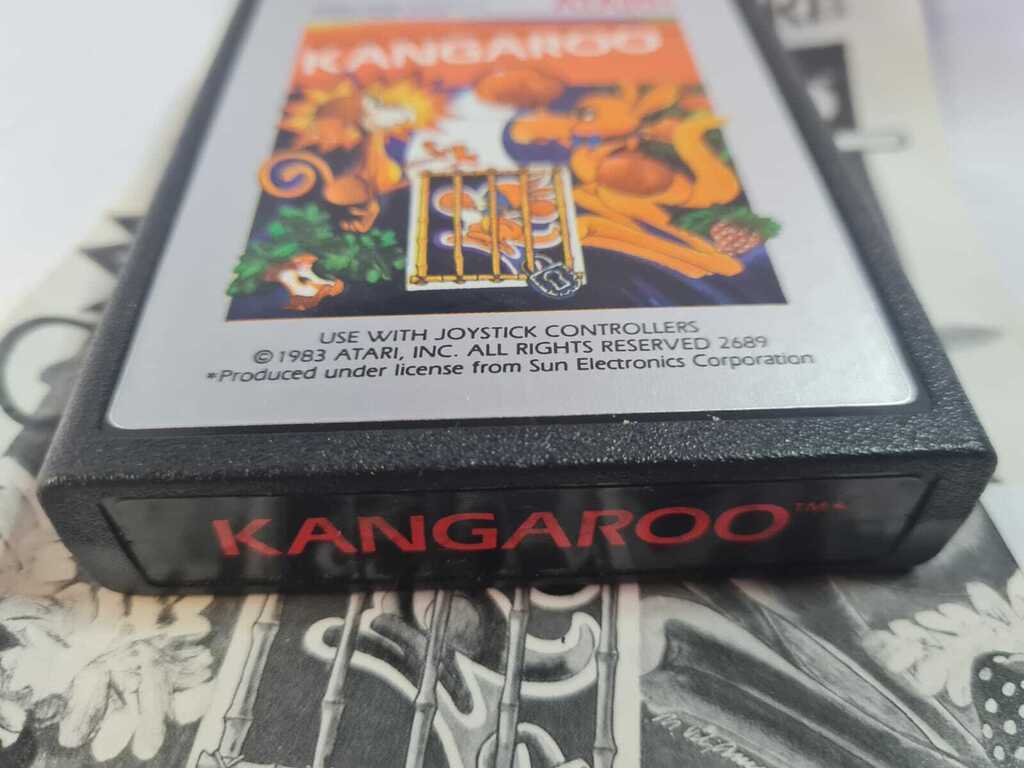 KANGAROO
USE WITH JOYSTICK CONTROLLERS
©1983 ATARI, INC. ALL RIGHTS RESERVED 2689
*Produced under license from Sun Electronics Corporation
KANGAROO™*